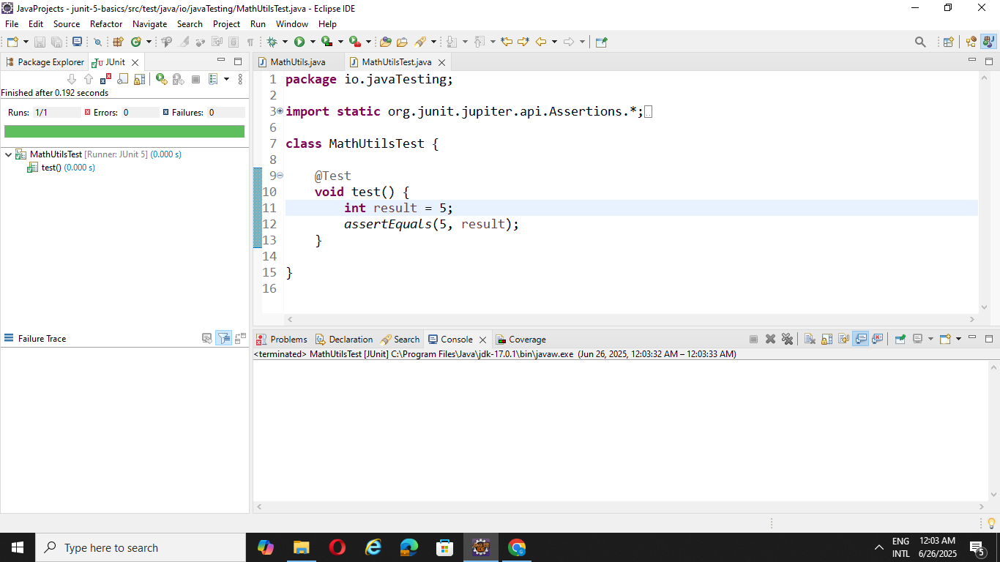 JavaProjects - junit-5-basics/src/test/java/io/javaTesting/MathUtilsTest.java - Eclipse IDE
File Edit Source Refactor Navigate Search Project Run Window Help
Package Explorer JUnit
Finished after 0.192 seconds
Runs: 1/1 Errors: 0 Failures: 0
MathUtilsTest [Runner: JUnit 5] (0.000 s)
test() (0.000 s)
Failure Trace
MathUtils.java MathUtilsTest.java
1 package io.javaTesting;
2
3 import static org.junit.jupiter.api.Assertions.*;
6
7 class MathUtilsTest {
8
9 @Test
10 void test() {
11 int result = 5;
12 assertEquals(5, result);
13 }
14
15 }
16
Problems Declaration Search Console Coverage
<terminated> MathUtilsTest [JUnit] C:\Program Files\Java\jdk-17.0.1\bin\javaw.exe (Jun 26, 2025, 12:03:32 AM – 12:03:33 AM)
Type here to search
ENG
INTL
12:03 AM
6/26/2025
5